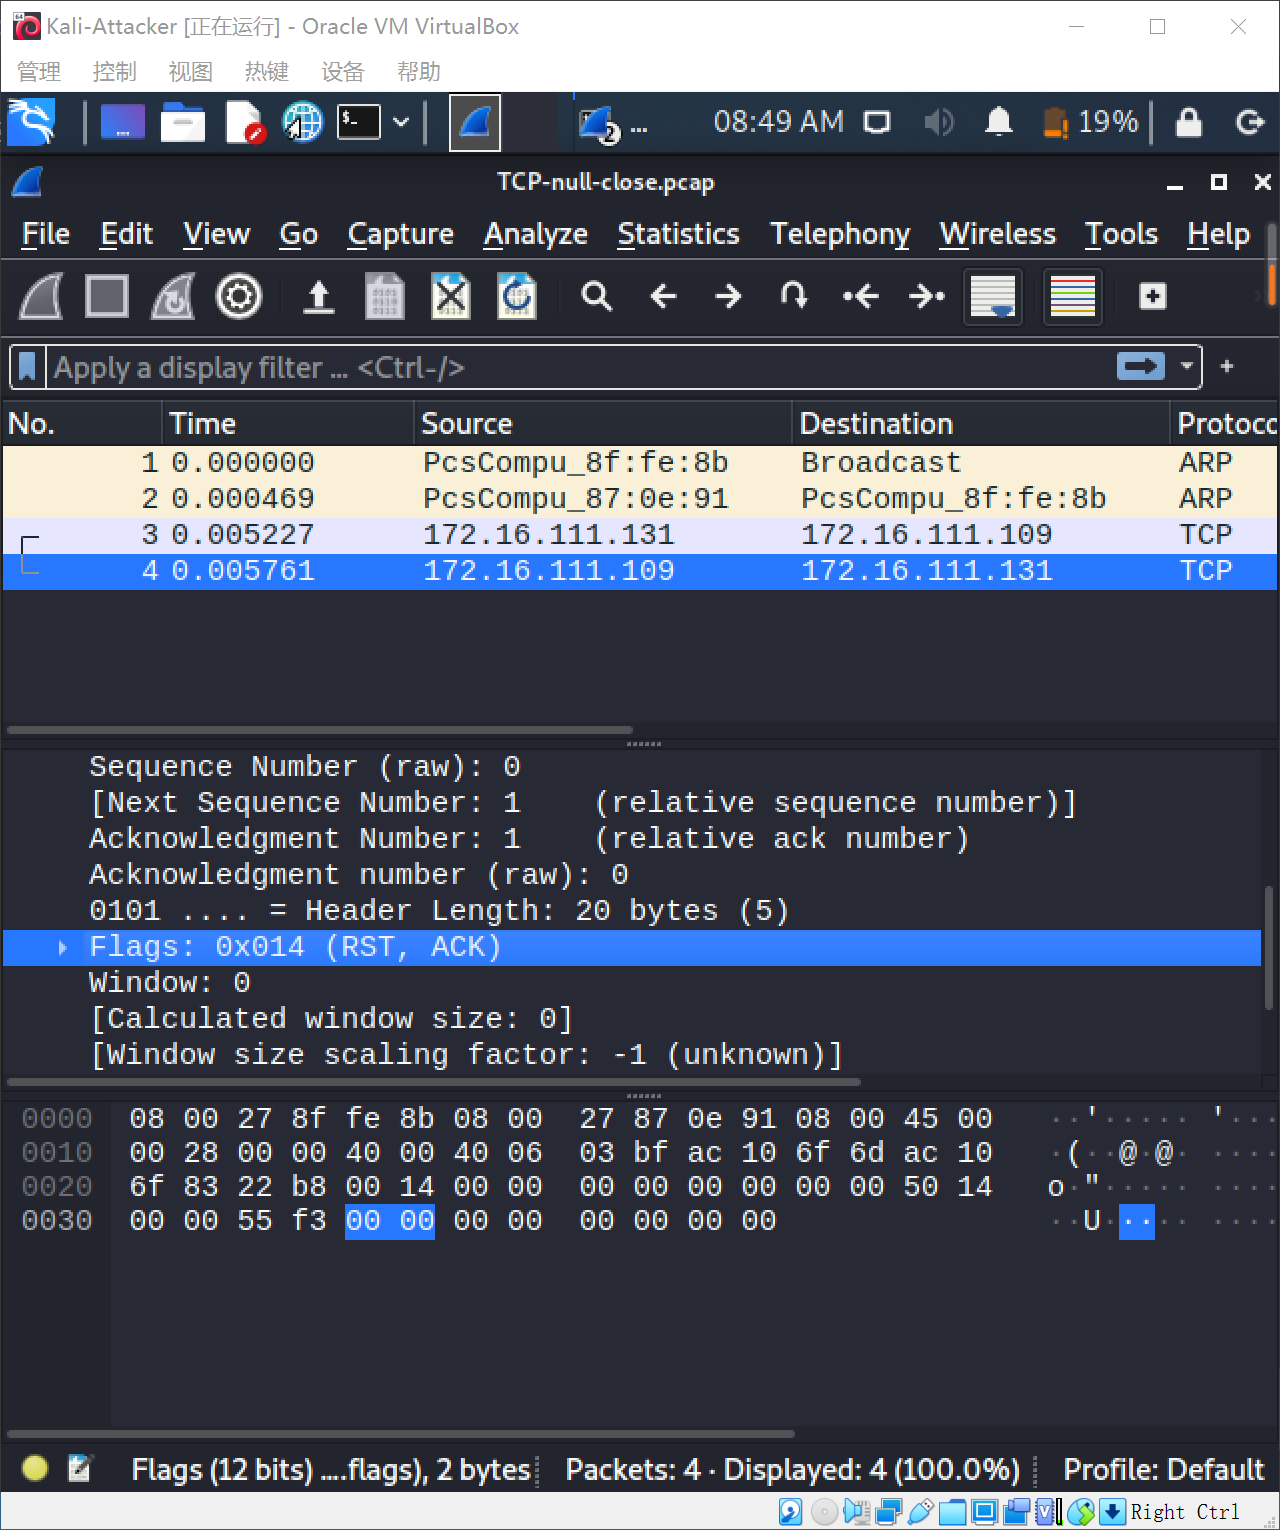 Kali-Attacker [正在运行] - Oracle VM VirtualBox
管理 控制 视图 热键 设备 帮助
$_ 2 ... 08:49 AM 19%
TCP-null-close.pcap
File Edit View Go Capture Analyze Statistics Telephony Wireless Tools Help
Apply a display filter ... <Ctrl-/>
No. Time Source Destination Protoco
1 0.000000 PcsCompu_8f:fe:8b Broadcast ARP
2 0.000469 PcsCompu_87:0e:91 PcsCompu_8f:fe:8b ARP
3 0.005227 172.16.111.131 172.16.111.109 TCP
4 0.005761 172.16.111.109 172.16.111.131 TCP
Sequence Number (raw): 0
[Next Sequence Number: 1 (relative sequence number)]
Acknowledgment Number: 1 (relative ack number)
Acknowledgment number (raw): 0
0101 .... = Header Length: 20 bytes (5)
Flags: 0x014 (RST, ACK)
Window: 0
[Calculated window size: 0]
[Window size scaling factor: -1 (unknown)]
0000 08 00 27 8f fe 8b 08 00 27 87 0e 91 08 00 45 00 ··'····· '···
0010 00 28 00 00 40 00 40 06 03 bf ac 10 6f 6d ac 10 ·(··@·@· ····
0020 6f 83 22 b8 00 14 00 00 00 00 00 00 00 00 50 14 o·"····· ····
0030 00 00 55 f3 00 00 00 00 00 00 00 00 ··U····· ····
Flags (12 bits) ....flags), 2 bytes Packets: 4 · Displayed: 4 (100.0%) Profile: Default
Right Ctrl